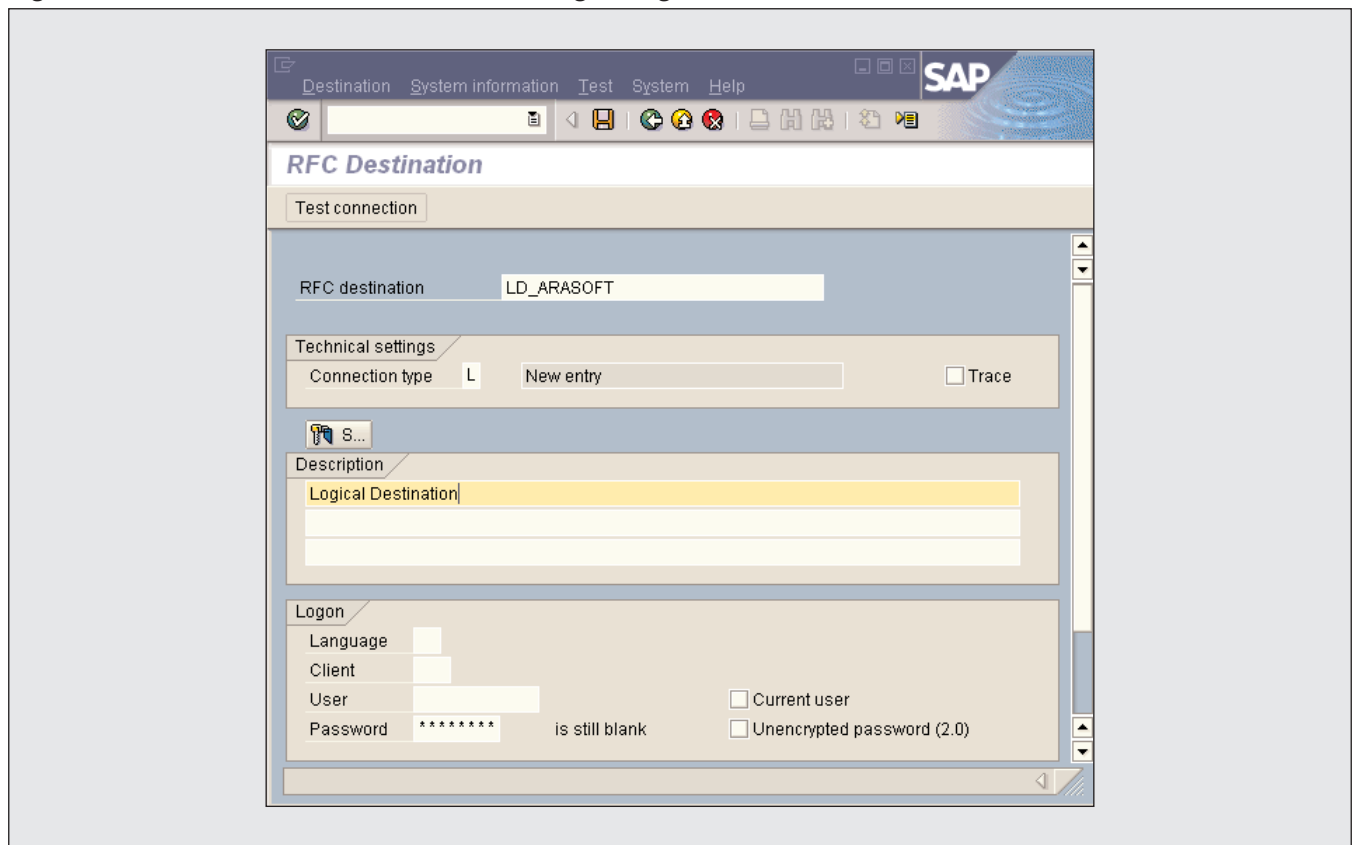 Destination System information Test System Help
SAP
RFC Destination
Test connection
RFC destination LD_ARASOFT
Technical settings
Connection type L New entry Trace
S...
Description
Logical Destination
Logon
Language
Client
User Current user
Password ******** is still blank Unencrypted password (2.0)